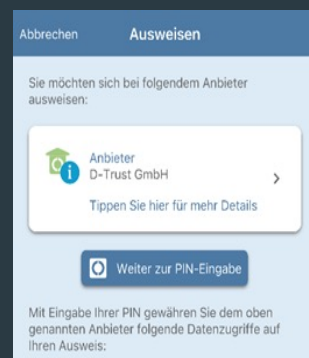 Abbrechen Ausweisen
Sie möchten sich bei folgendem Anbieter
ausweisen:
Anbieter
D-Trust GmbH
Tippen Sie hier für mehr Details
Weiter zur PIN-Eingabe
Mit Eingabe Ihrer PIN gewähren Sie dem oben
genannten Anbieter folgende Datenzugriffe auf
Ihren Ausweis: